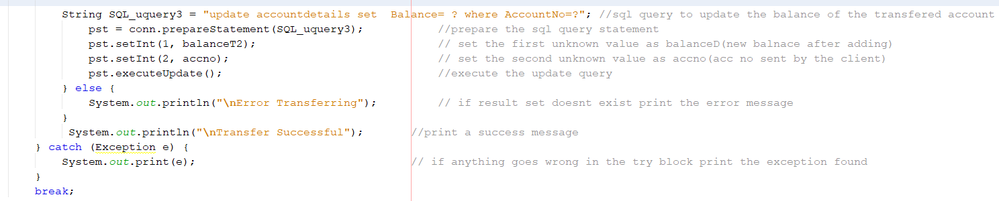 String SQL_uquery3 = "update accountdetails set  Balance= ? where AccountNo=?"; //sql query to update the balance of the transfered account
pst = conn.prepareStatement(SQL_uquery3); //prepare the sql query statement
pst.setInt(1, balanceT2); // set the first unknown value as balanceD(new balnace after adding)
pst.setInt(2, accno); // set the second unknown value as accno(acc no sent by the client)
pst.executeUpdate(); //execute the update query
} else {
System.out.println("\nError Transferring"); // if result set doesnt exist print the error message
}
System.out.println("\nTransfer Successful"); //print a success message
} catch (Exception e) {
System.out.print(e); // if anything goes wrong in the try block print the exception found
}
break;